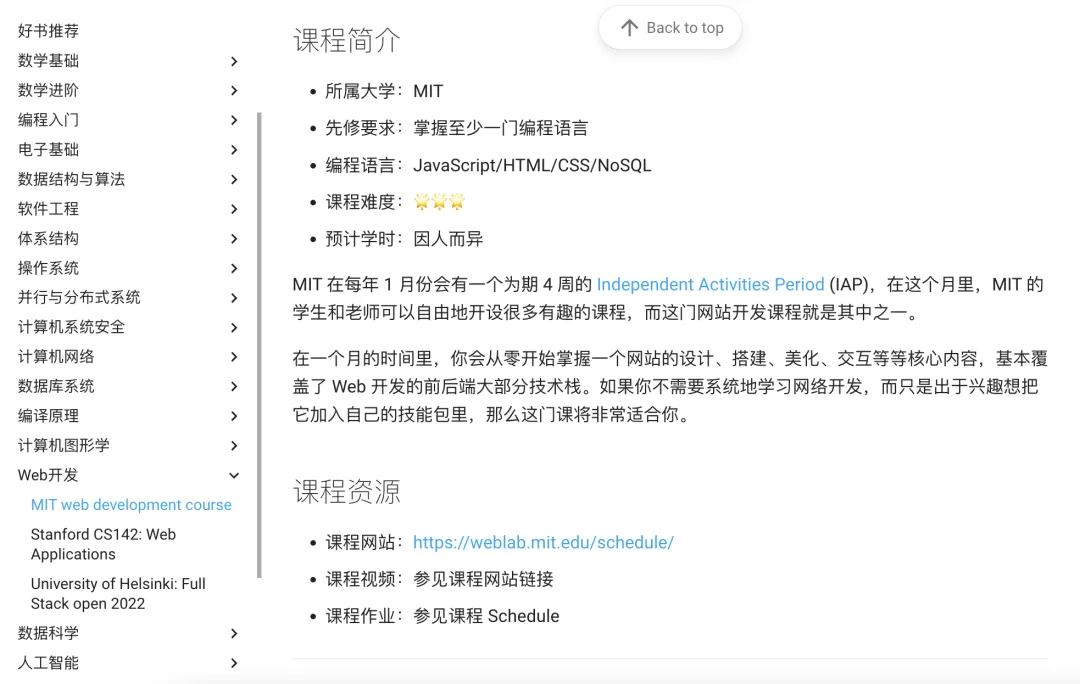 好书推荐
数学基础
数学进阶
编程入门
电子基础
数据结构与算法
软件工程
体系结构
操作系统
并行与分布式系统
计算机系统安全
计算机网络
数据库系统
编译原理
计算机图形学
Web开发
MIT web development course
Stanford CS142: Web
Applications
University of Helsinki: Full
Stack open 2022
数据科学
人工智能
Back to top
课程简介
所属大学：MIT
先修要求：掌握至少一门编程语言
编程语言：JavaScript/HTML/CSS/NoSQL
课程难度：🌟🌟🌟
预计学时：因人而异
MIT 在每年 1 月份会有一个为期 4 周的 Independent Activities Period (IAP)，在这个月里，MIT 的
学生和老师可以自由地开设很多有趣的课程，而这门网站开发课程就是其中之一。
在一个月的时间里，你会从零开始掌握一个网站的设计、搭建、美化、交互等等核心内容，基本覆
盖了 Web 开发的前后端大部分技术栈。如果你不需要系统地学习网络开发，而只是出于兴趣想把
它加入自己的技能包里，那么这门课将非常适合你。
课程资源
课程网站：https://weblab.mit.edu/schedule/
课程视频：参见课程网站链接
课程作业：参见课程 Schedule